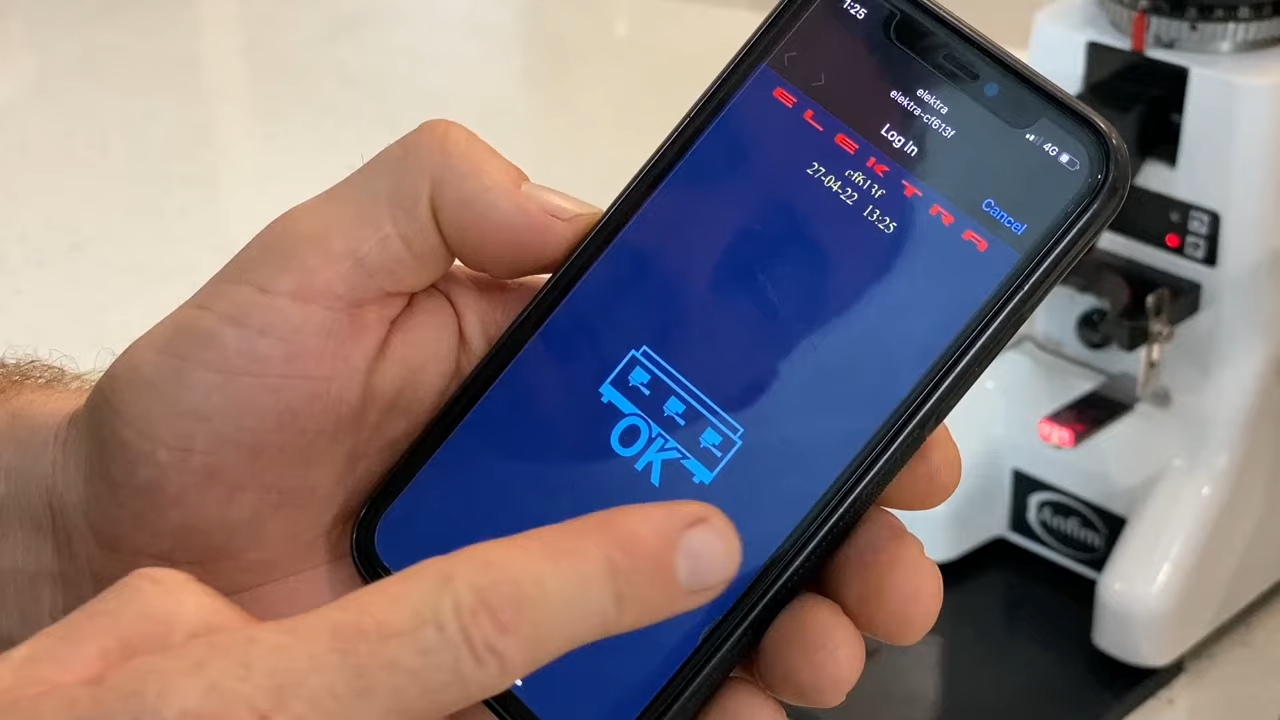 1:25
4G
elektra
elektra-cf613f
Log In
Cancel
ELEKTRA
cf613f
27-04-22 13:25
OK
Anfim